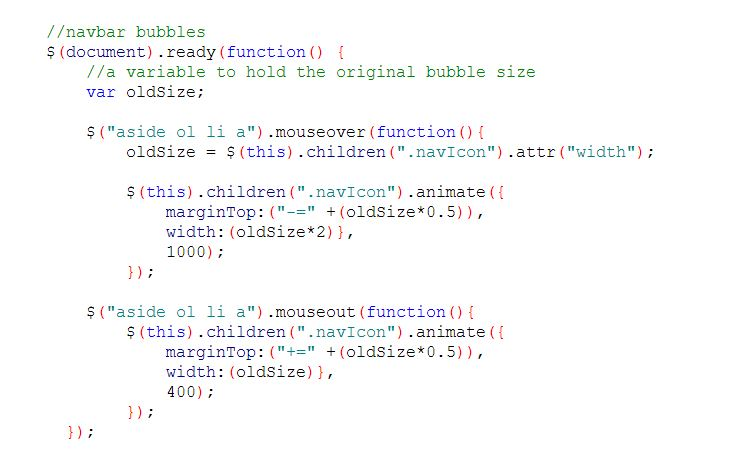 //navbar bubbles
$(document).ready(function() {
    //a variable to hold the original bubble size
    var oldSize;

    $("aside ol li a").mouseover(function(){
        oldSize = $(this).children(".navIcon").attr("width");

        $(this).children(".navIcon").animate({
            marginTop:("-=" +(oldSize*0.5)),
            width:(oldSize*2)},
            1000);
        });

    $("aside ol li a").mouseout(function(){
        $(this).children(".navIcon").animate({
            marginTop:("+=" +(oldSize*0.5)),
            width:(oldSize)},
            400);
        });
  });